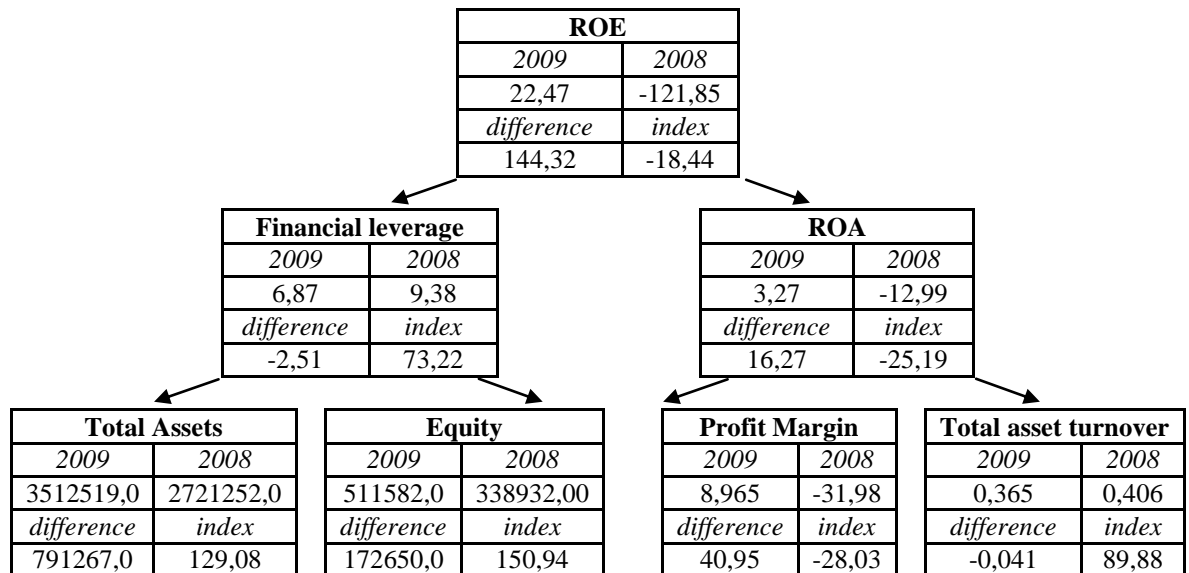 ROE
2009 2008
22,47 -121,85
difference index
144,32 -18,44
Financial leverage
2009 2008
6,87 9,38
difference index
-2,51 73,22
ROA
2009 2008
3,27 -12,99
difference index
16,27 -25,19
Total Assets
2009 2008
3512519,0 2721252,0
difference index
791267,0 129,08
Equity
2009 2008
511582,0 338932,00
difference index
172650,0 150,94
Profit Margin
2009 2008
8,965 -31,98
difference index
40,95 -28,03
Total asset turnover
2009 2008
0,365 0,406
difference index
-0,041 89,88